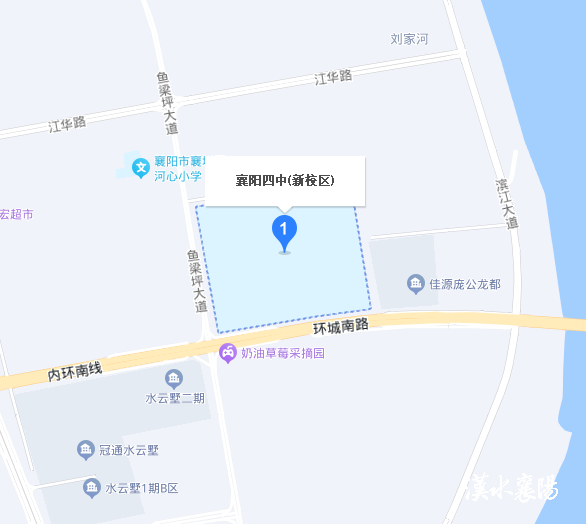 刘家河
江华路
鱼梁坪大道
江华路
襄阳市襄城
河心小学
襄阳四中(新校区)
滨江大道
宏超市
1
鱼梁坪大道
佳源庞公龙都
环城南路
奶油草莓采摘园
内环南线
水云墅二期
冠通水云墅
水云墅1期B区
漢水襄陽